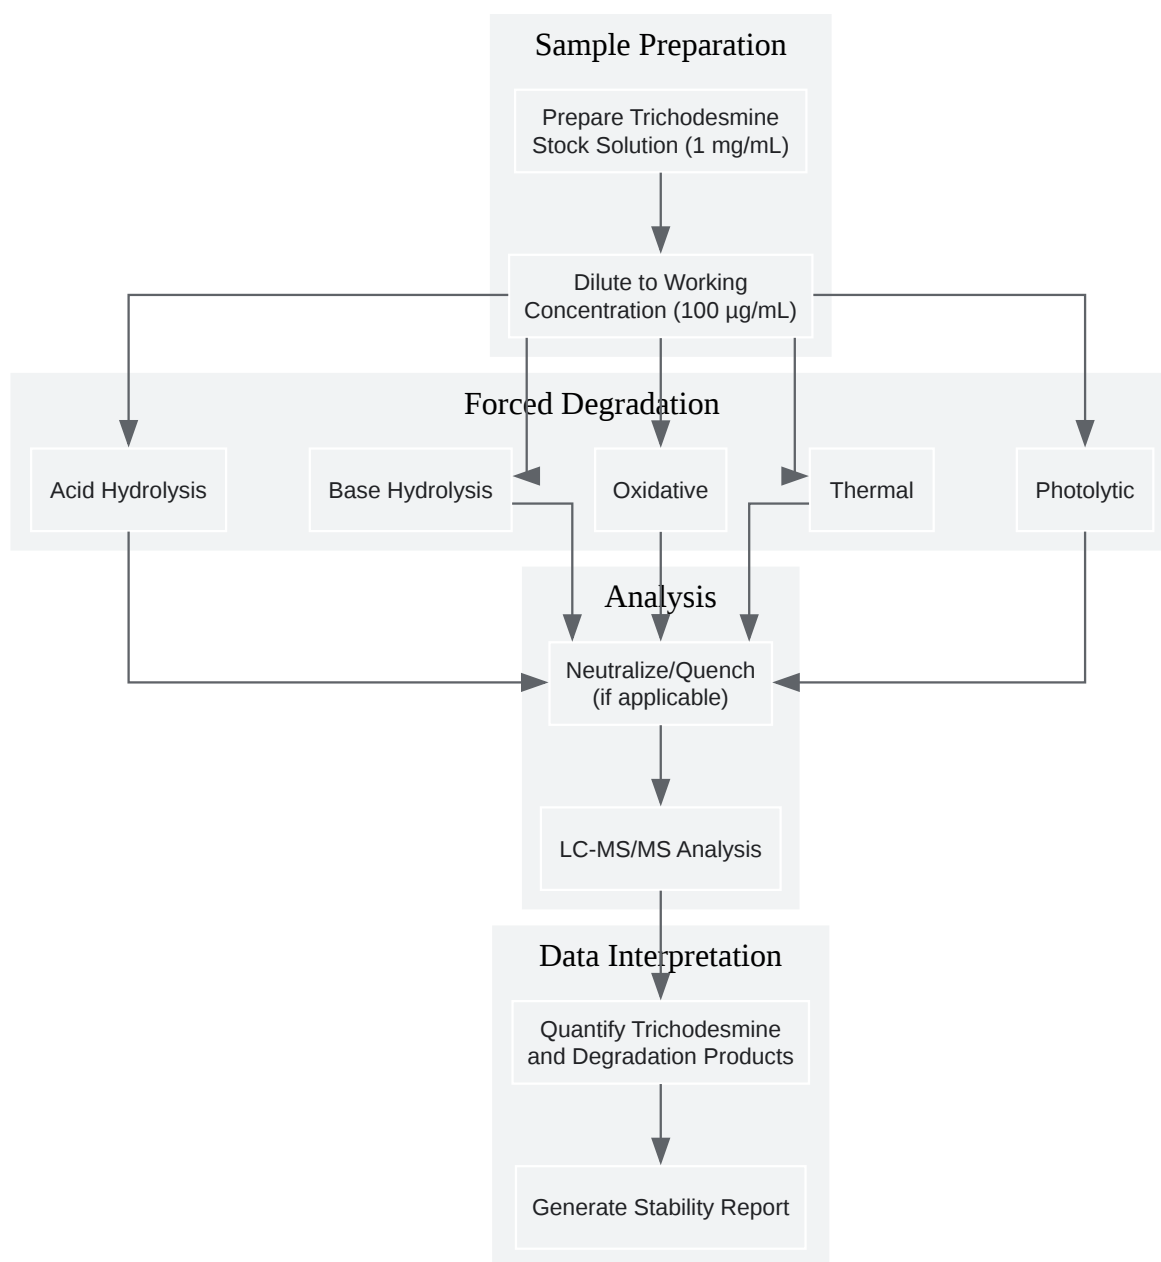 Sample Preparation
Prepare Trichodesmine
Stock Solution (1 mg/mL)
Dilute to Working
Concentration (100 µg/mL)
Forced Degradation
Acid Hydrolysis
Base Hydrolysis
Oxidative
Thermal
Photolytic
Analysis
Neutralize/Quench
(if applicable)
LC-MS/MS Analysis
Data Interpretation
Quantify Trichodesmine
and Degradation Products
Generate Stability Report